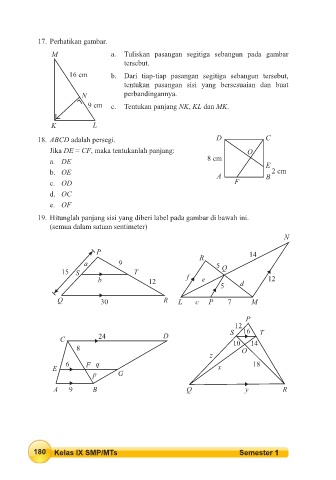 17. Perhatikan gambar.
M
16 cm
N
9 cm
K L
a. Tuliskan pasangan segitiga sebangun pada gambar
tersebut.
b. Dari tiap-tiap pasangan segitiga sebangun tersebut,
tentukan pasangan sisi yang bersesuaian dan buat
perbandingannya.
c. Tentukan panjang NK, KL dan MK.
18. ABCD adalah persegi.
Jika DE = CF, maka tentukanlah panjang:
a. DE
b. OE
c. OD
d. OC
e. OF
D C
O
8 cm
E
2 cm
A F B
19. Hitunglah panjang sisi yang diberi label pada gambar di bawah ini.
(semua dalam satuan sentimeter)
P
a 9
15 S T
b 12
Q 30 R
N
R 14
5 Q
f e 5 d 12
L c P 7 M
C 24 D
8
E 6 F q G
p
A 9 B
P
12
S 16 T
10 14
O
z 18
x
Q y R
180 Kelas IX SMP/MTs Semester 1